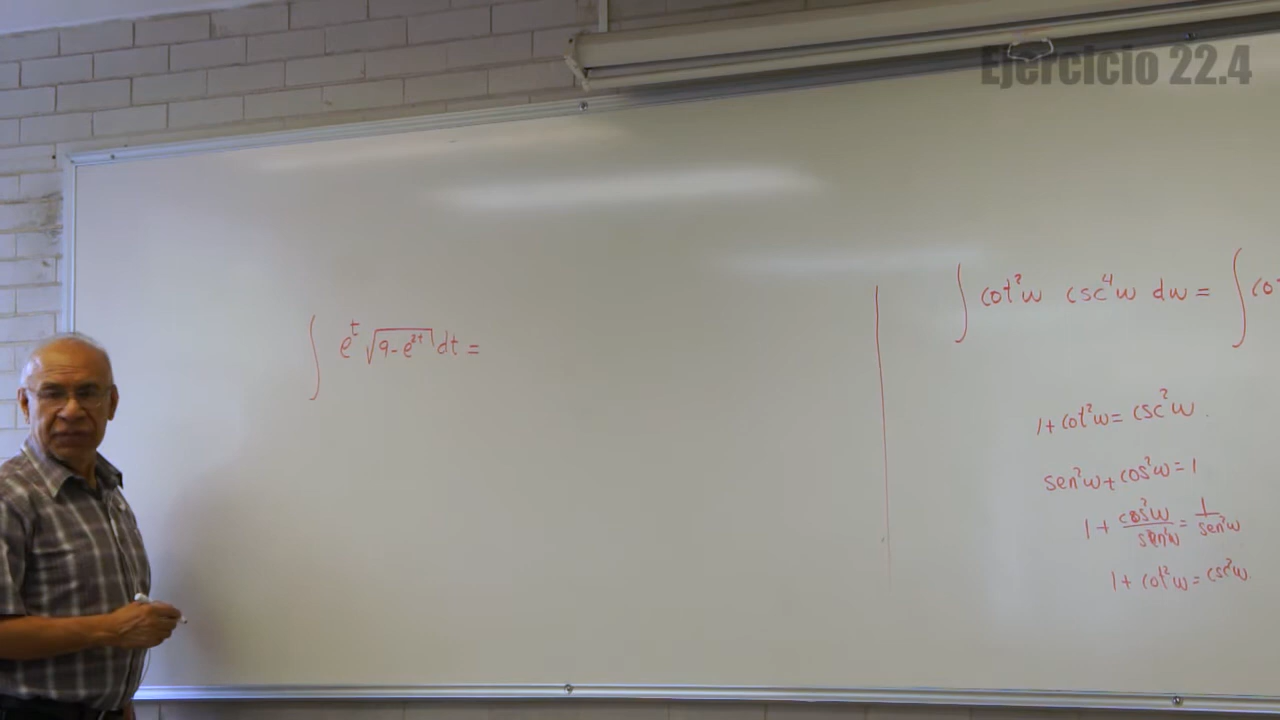 Ejercicio 22.4
∫ e^t √(9-e^(2t)) dt =
∫ cot²w csc⁴w dw = ∫ co
1 + cot²w = csc²w.
sen²w + cos²w = 1
1 + cos²w/sen²w = 1/sen²w
1 + cot²w = csc²w.